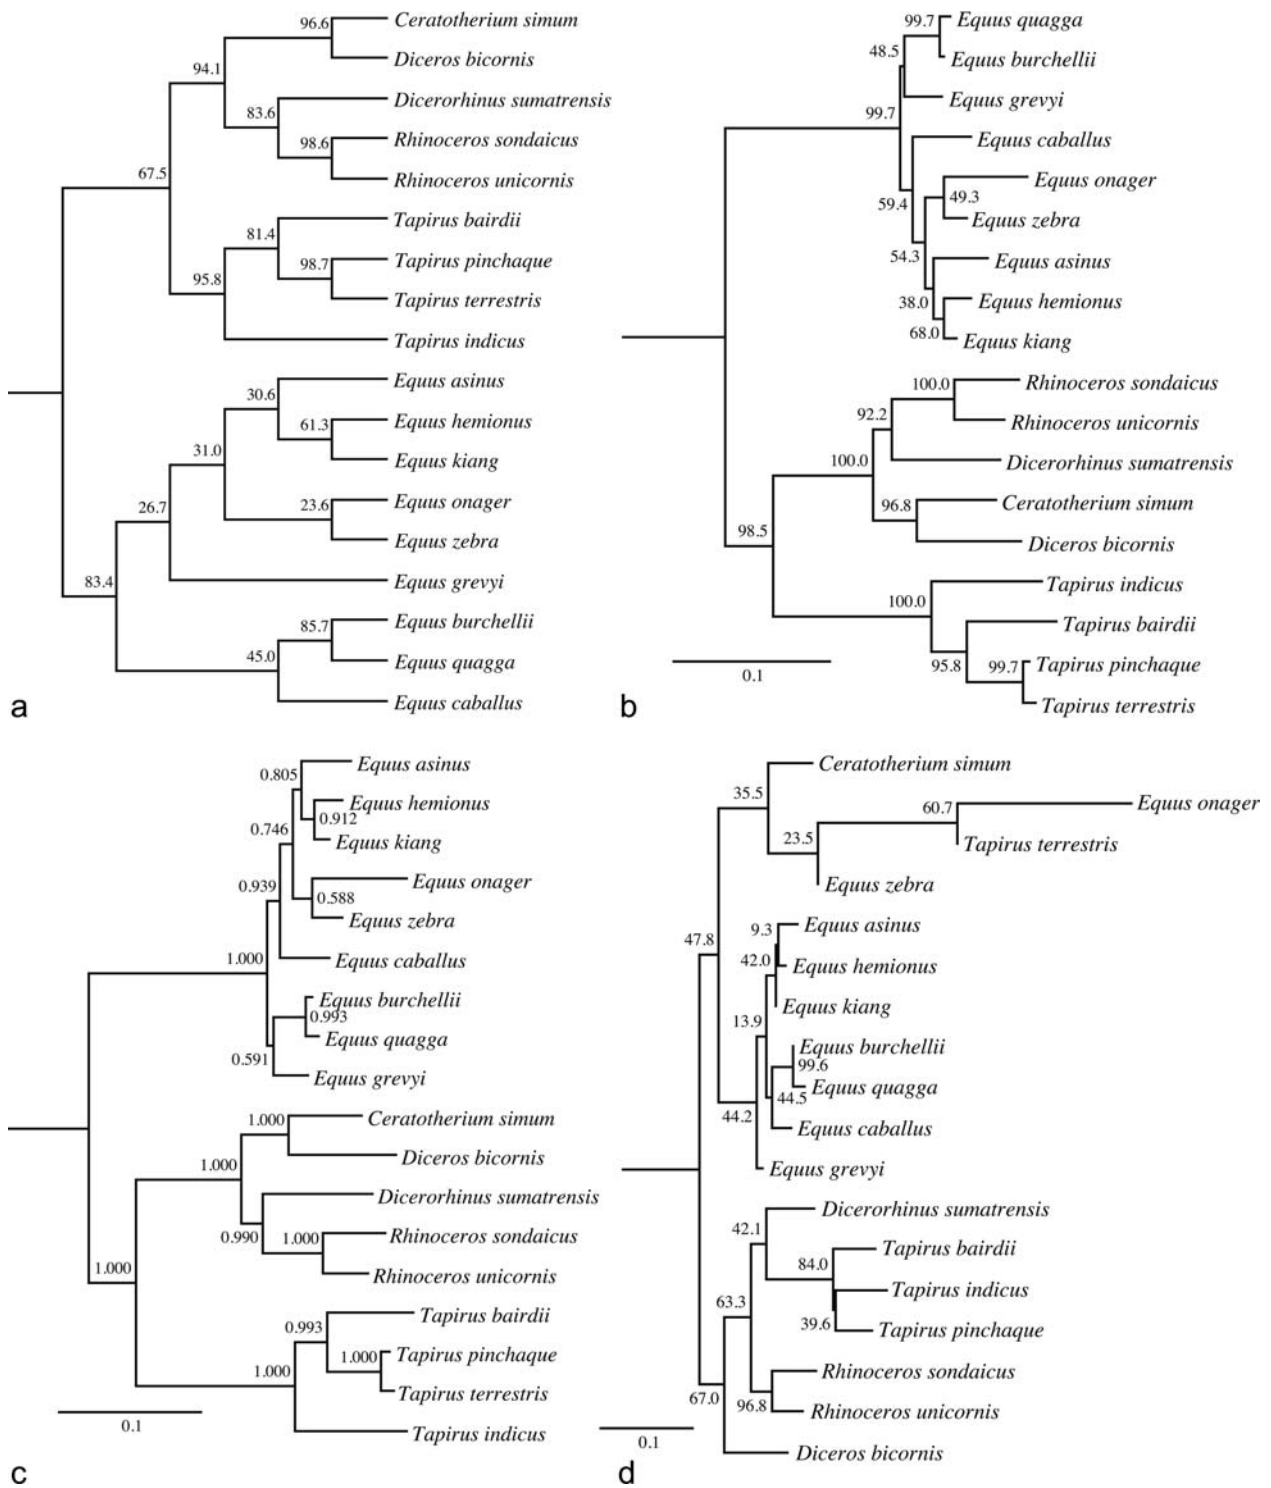 96.6
Ceratotherium simum
Diceros bicornis
94.1
83.6
Dicerorhinus sumatrensis
98.6
Rhinoceros sondaicus
Rhinoceros unicornis
67.5
81.4
Tapirus bairdii
98.7
Tapirus pinchaque
95.8
Tapirus terrestris
Tapirus indicus
30.6
Equus asinus
61.3
Equus hemionus
31.0
Equus kiang
23.6
Equus onager
26.7
Equus zebra
83.4
Equus grevyi
85.7
Equus burchellii
45.0
Equus quagga
Equus caballus
a
99.7
Equus quagga
48.5
Equus burchellii
Equus grevyi
99.7
Equus caballus
Equus onager
59.4
49.3
Equus zebra
54.3
Equus asinus
38.0
Equus hemionus
68.0
Equus kiang
100.0
Rhinoceros sondaicus
92.2
Rhinoceros unicornis
100.0
Dicerorhinus sumatrensis
96.8
Ceratotherium simum
98.5
Diceros bicornis
100.0
Tapirus indicus
Tapirus bairdii
95.8
99.7
Tapirus pinchaque
Tapirus terrestris
0.1
b
0.805
Equus asinus
Equus hemionus
0.912
0.746
Equus kiang
0.939
Equus onager
0.588
Equus zebra
1.000
Equus caballus
Equus burchellii
0.993
Equus quagga
0.591
Equus grevyi
1.000
Ceratotherium simum
1.000
Diceros bicornis
Dicerorhinus sumatrensis
0.990
1.000
Rhinoceros sondaicus
1.000
Rhinoceros unicornis
0.993
Tapirus bairdii
1.000
1.000
Tapirus pinchaque
Tapirus terrestris
Tapirus indicus
0.1
c
Ceratotherium simum
35.5
60.7
Equus onager
23.5
Tapirus terrestris
Equus zebra
47.8
9.3
Equus asinus
42.0
Equus hemionus
Equus kiang
13.9
Equus burchellii
99.6
Equus quagga
44.5
44.2
Equus caballus
Equus grevyi
42.1
Dicerorhinus sumatrensis
84.0
Tapirus bairdii
63.3
Tapirus indicus
39.6
Tapirus pinchaque
Rhinoceros sondaicus
67.0
96.8
Rhinoceros unicornis
Diceros bicornis
0.1
d